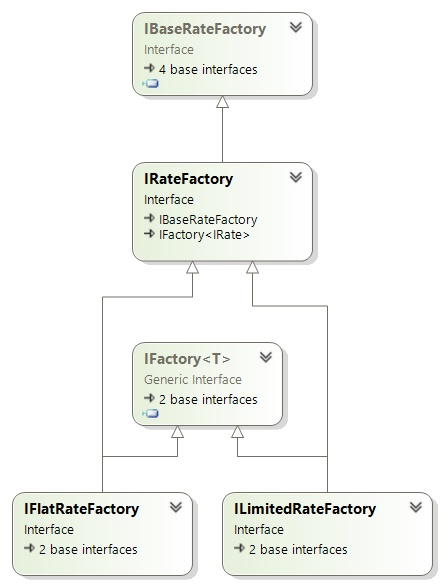 IBaseRateFactory
Interface
4 base interfaces
IRateFactory
Interface
IBaseRateFactory
IFactory<IRate>
IFactory<T>
Generic Interface
2 base interfaces
IFlatRateFactory
Interface
2 base interfaces
ILimitedRateFactory
Interface
2 base interfaces